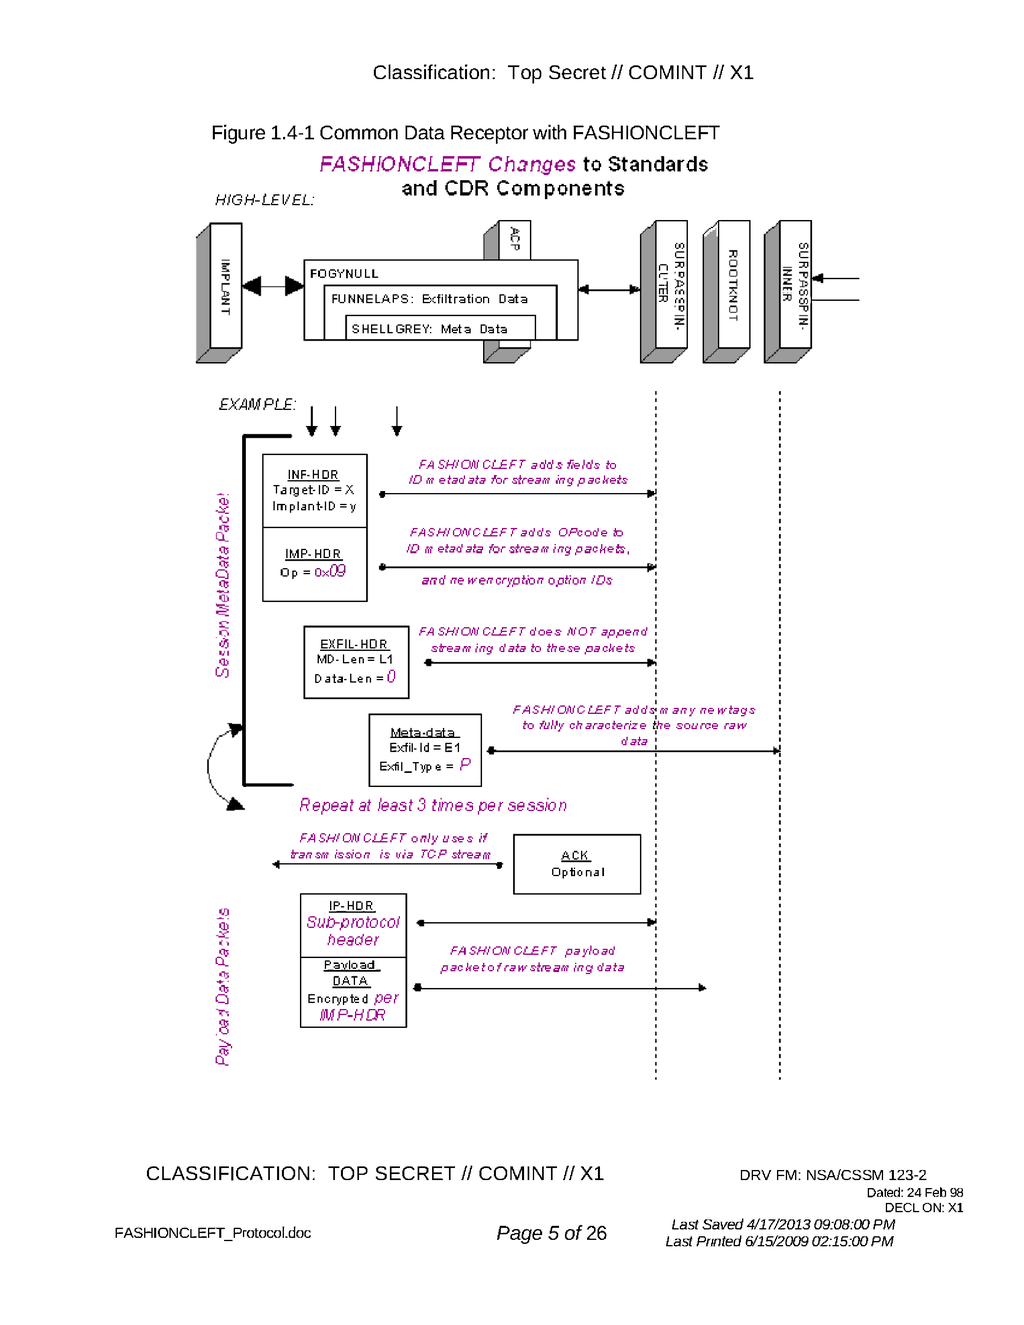 Classification:  Top Secret // COMINT // X1
Figure 1.4-1 Common Data Receptor with FASHIONCLEFT
FASHIONCLEFT Changes to Standards
and CDR Components
HIGH-LEVEL:
IMPLANT
FOGYNULL
FUNNELAPS: Exfiltration Data
SHELLGREY: Meta Data
ACP
SURPASSPIN-
OUTER
ROOTKNOT
SURPASSPIN-
INNER
EXAMPLE:
Session MetaData Packet
INF-HDR
Target-ID = X
Implant-ID = y
FASHIONCLEFT adds fields to
ID metadata for streaming packets
IMP-HDR
Op = 0x09
FASHIONCLEFT adds OPcode to
ID metadata for streaming packets,
and new encryption option IDs
EXFIL-HDR
MD-Len = L1
Data-Len = 0
FASHIONCLEFT does NOT append
streaming data to these packets
Meta-data
Exfil-Id = E1
Exfil_Type = P
FASHIONCLEFT adds many new tags
to fully characterize the source raw
data
Repeat at least 3 times per session
FASHIONCLEFT only uses if
transmission is via TCP stream
ACK
Optional
Payload Data Packets
IP-HDR
Sub-protocol
header
Payload
DATA
Encrypted per
IMP-HDR
FASHIONCLEFT payload
packet of raw streaming data
CLASSIFICATION:  TOP SECRET // COMINT // X1
DRV FM: NSA/CSSM 123-2
Dated: 24 Feb 98
DECL ON: X1
FASHIONCLEFT_Protocol.doc
Page 5 of 26
Last Saved 4/17/2013 09:08:00 PM
Last Printed 6/15/2009 02:15:00 PM